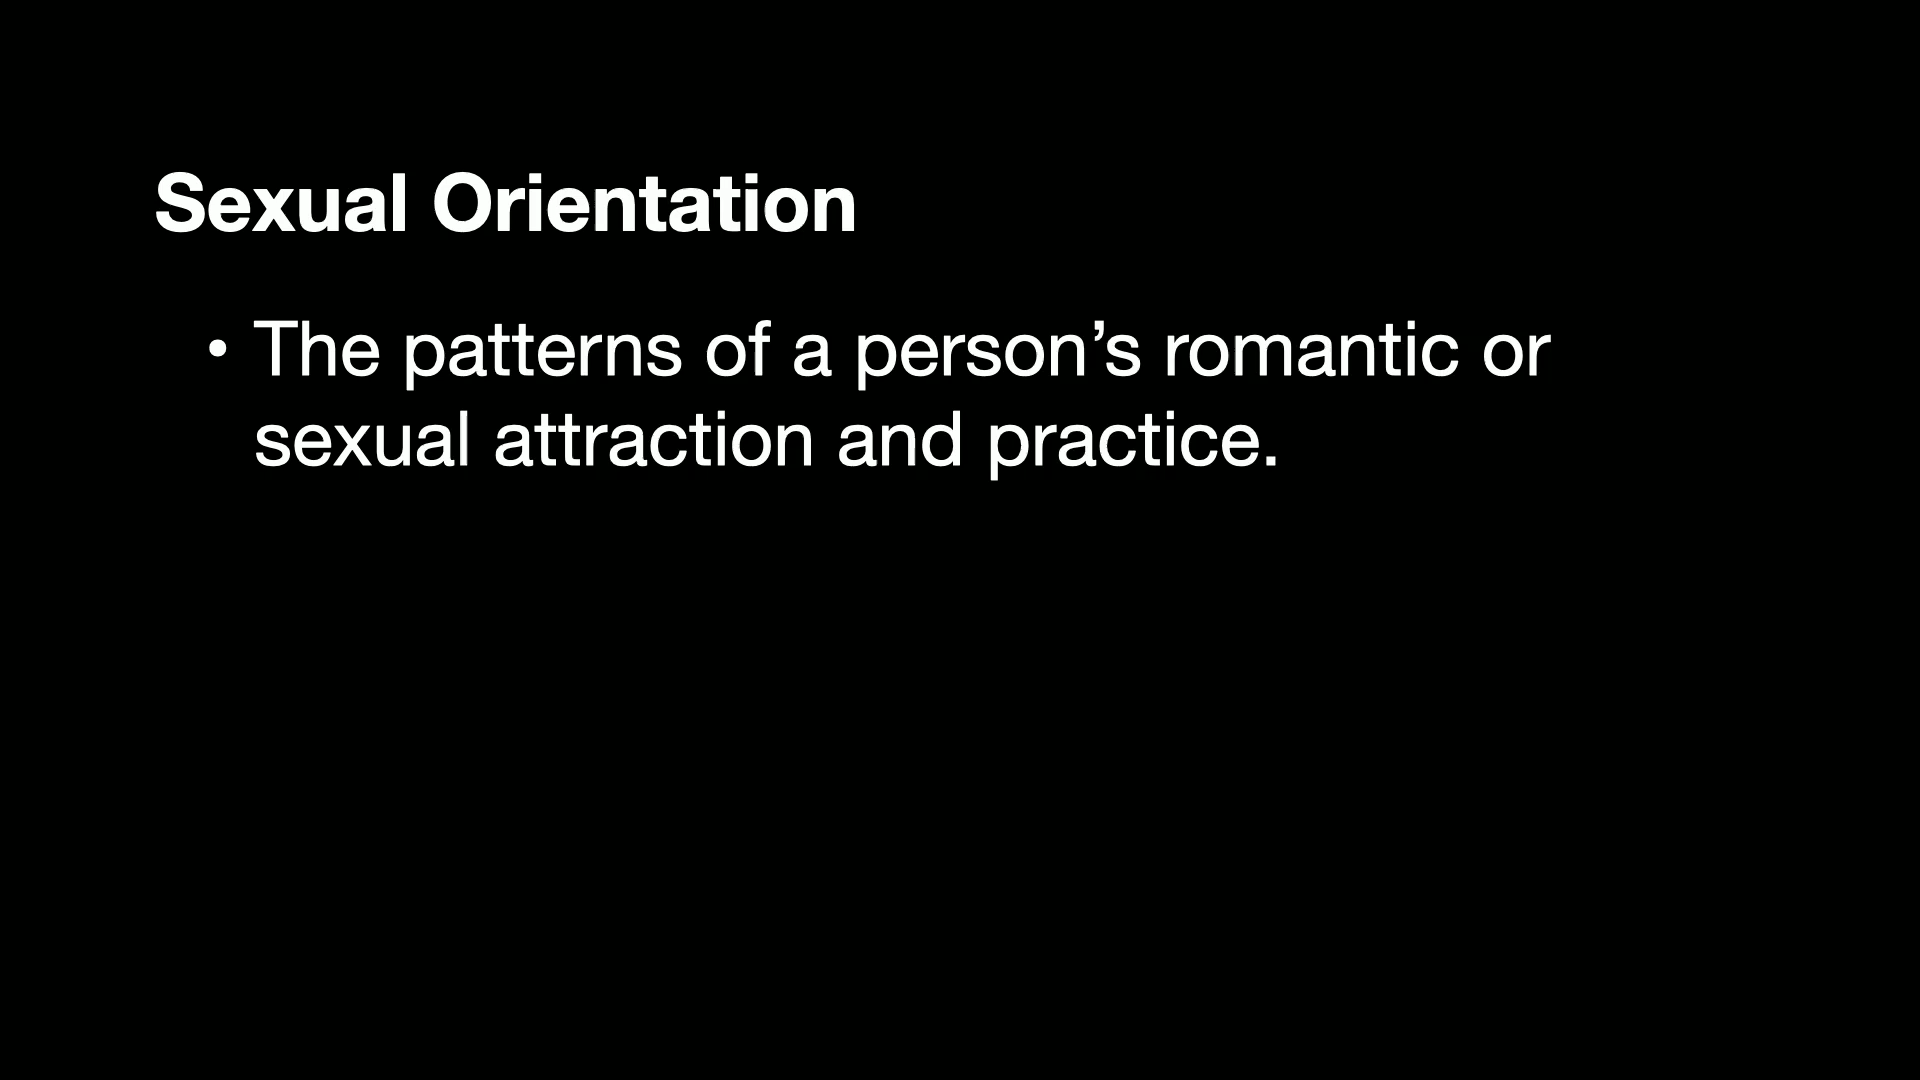 Sexual Orientation
• The patterns of a person’s romantic or
sexual attraction and practice.